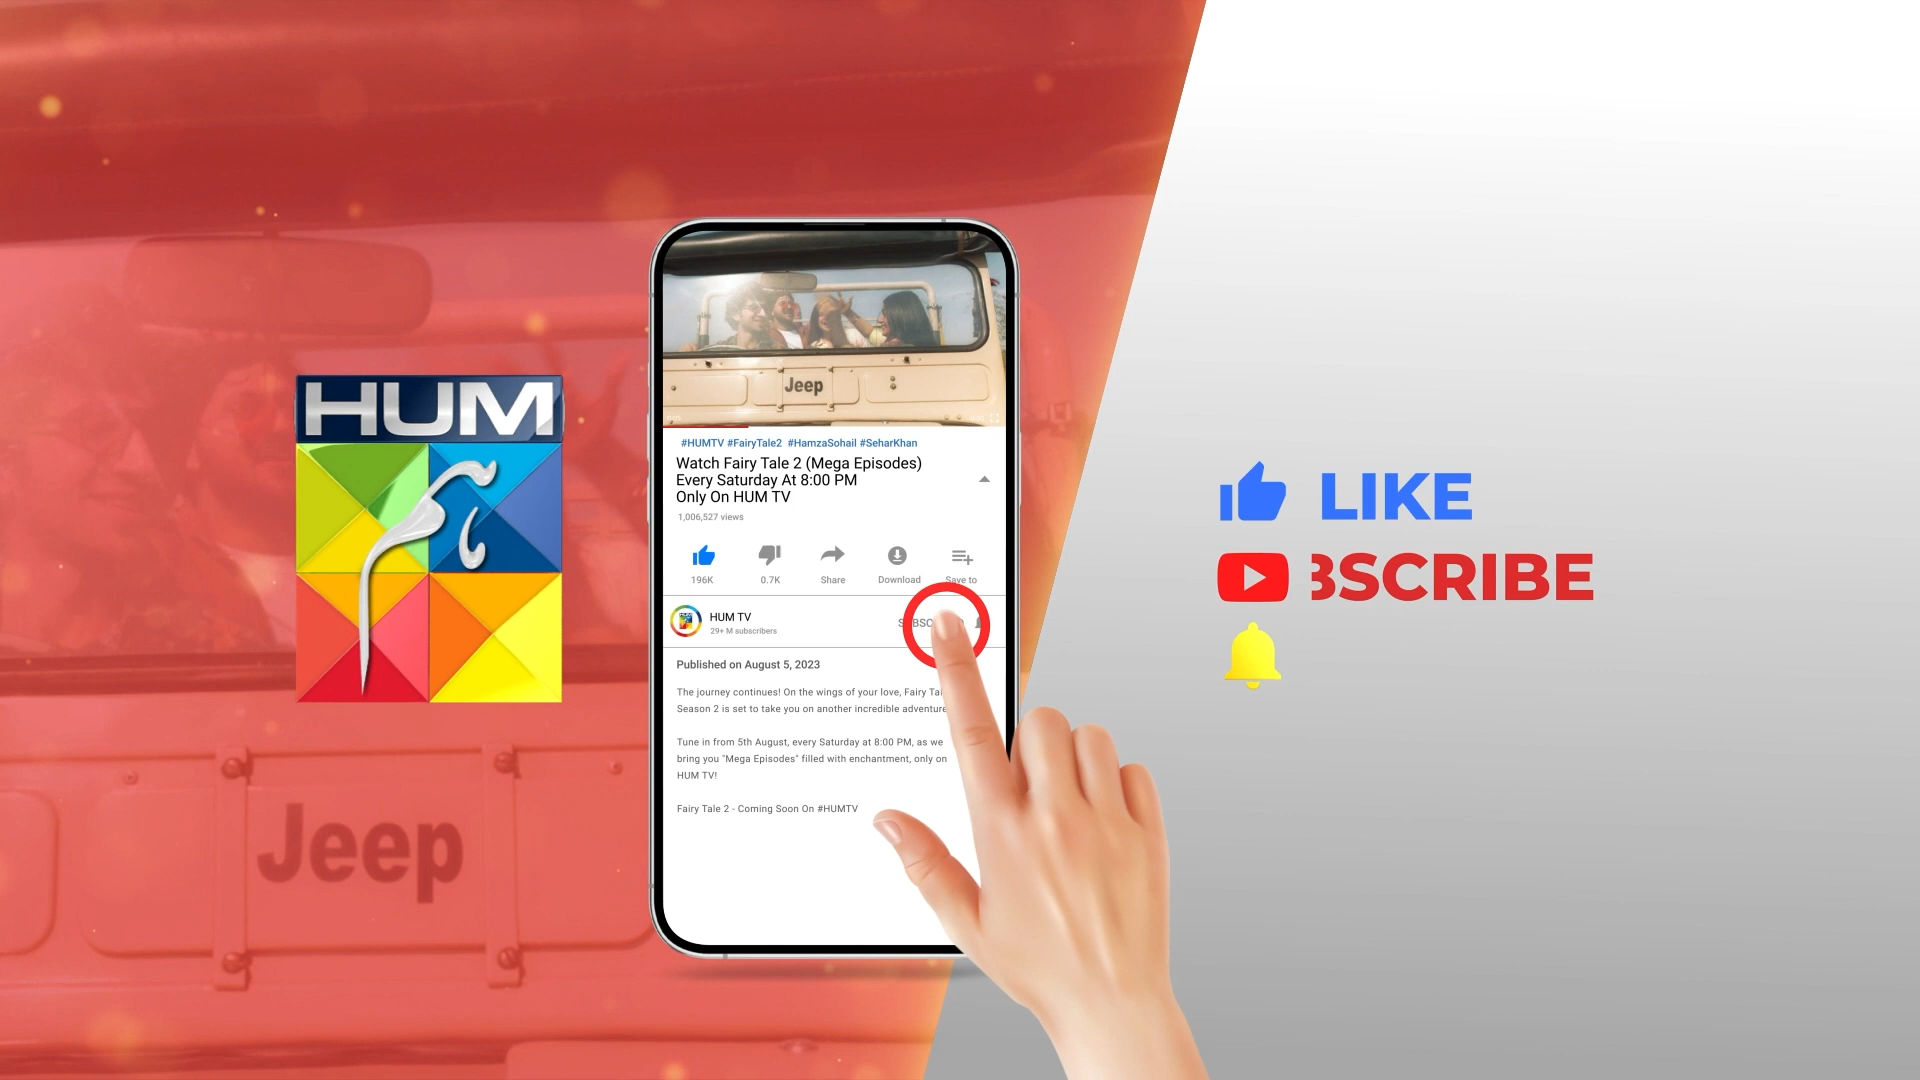 HUM
Jeep
Jeep
#HUMTV #FairyTale2 #HamzaSohail #SeharKhan
Watch Fairy Tale 2 (Mega Episodes)
Every Saturday At 8:00 PM
Only On HUM TV
1,006,527 views
196K
0.7K
Share
Download
Save to
HUM TV
29+ M subscribers
Published on August 5, 2023
The journey continues! On the wings of your love, Fairy
Season 2 is set to take you on another incredible adventure
Tune in from 5th August, every Saturday at 8:00 PM, as we
bring you "Mega Episodes" filled with enchantment, only on
HUM TV!
Fairy Tale 2 - Coming Soon On #HUMTV
LIKE
BSCRIBE